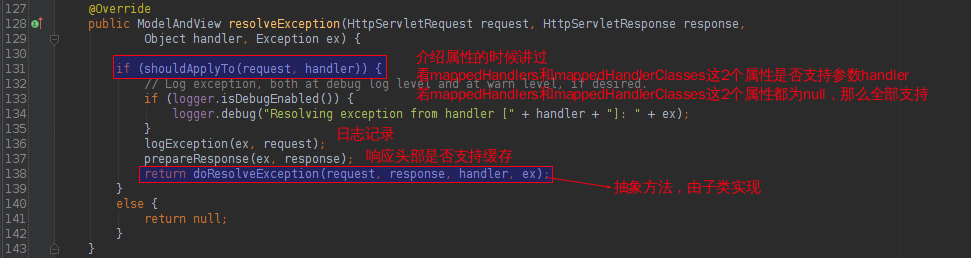 127 @Override
128 public ModelAndView resolveException(HttpServletRequest request, HttpServletResponse response,
129 Object handler, Exception ex) {
130
介绍属性的时候讲过
131 if (shouldApplyTo(request, handler)) {
看mappedHandlers和mappedHandlerClasses这2个属性是否支持参数handler
132 // Log exception, both at debug log level and at warn level, if desired.
133 if (logger.isDebugEnabled()) {
若mappedHandlers和mappedHandlerClasses这2个属性都为null，那么全部支持
134 logger.debug("Resolving exception from handler [" + handler + "]: " + ex);
135 }
日志记录
136 logException(ex, request);
137 prepareResponse(ex, response);
响应头部是否支持缓存
138 return doResolveException(request, response, handler, ex);
抽象方法，由子类实现
139 }
140 else {
141 return null;
142 }
143 }